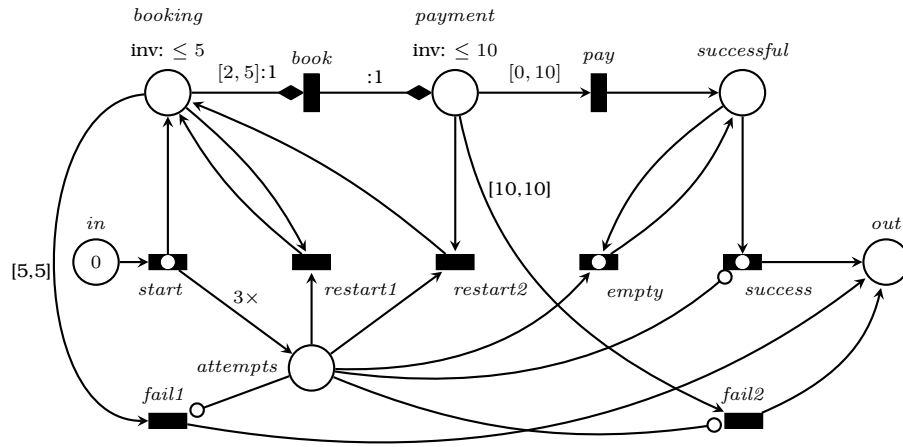 booking
payment
inv: ≤ 5
book
inv: ≤ 10
pay
successful
[2, 5]:1
:1
[0, 10]
[10,10]
in
out
0
[5,5]
start
3×
restart1
restart2
empty
success
attempts
fail1
fail2